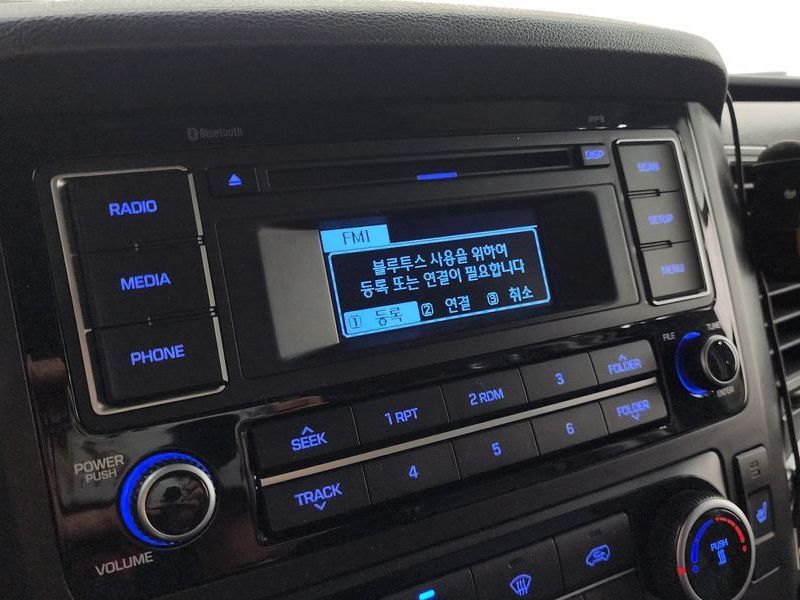 Bluetooth
MP3
DISP
SCAN
RADIO
SETUP
MEDIA
MENU
PHONE
FM1
블루투스 사용을 위하여
등록 또는 연결이 필요합니다
1 등록 2 연결 3 취소
FILE
TUNE
ENTER
SEEK
1 RPT
2 RDM
3
FOLDER
TRACK
4
5
6
FOLDER
POWER
PUSH
VOLUME
PUSH